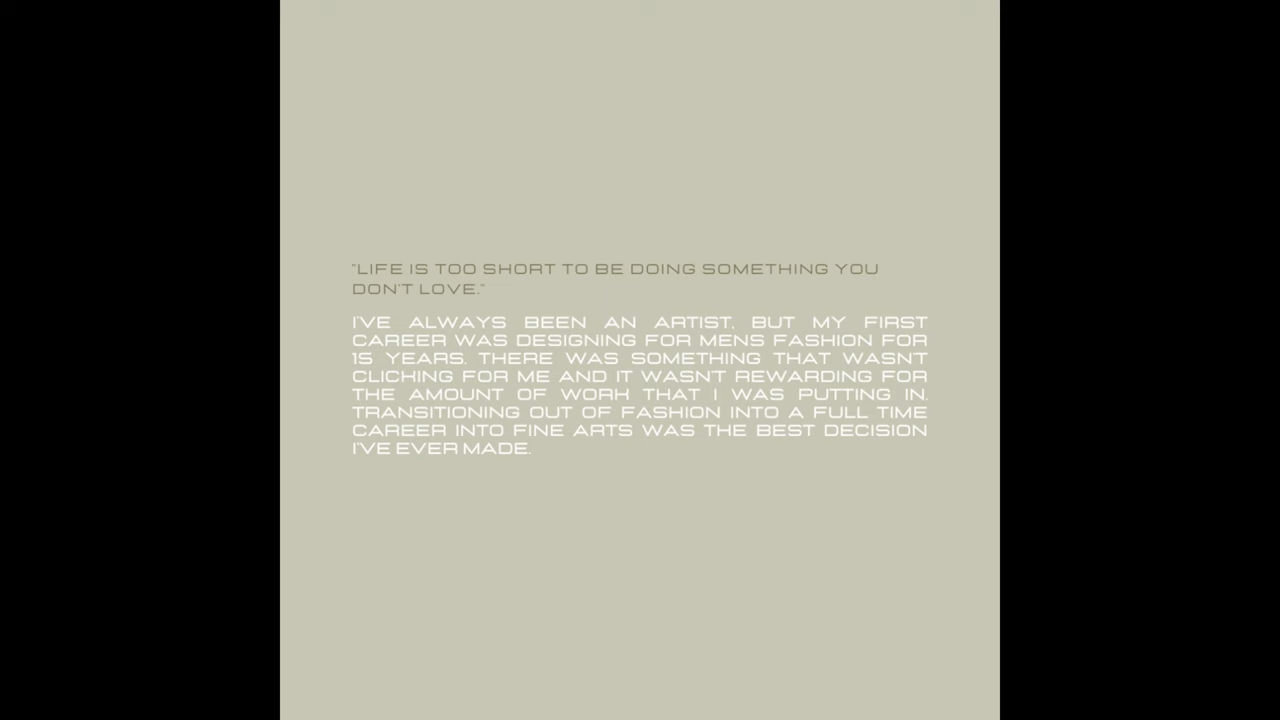 "LIFE IS TOO SHORT TO BE DOING SOMETHING YOU
DON'T LOVE."
I'VE ALWAYS BEEN AN ARTIST, BUT MY FIRST
CAREER WAS DESIGNING FOR MENS FASHION FOR
15 YEARS. THERE WAS SOMETHING THAT WASN'T
CLICKING FOR ME AND IT WASN'T REWARDING FOR
THE AMOUNT OF WORK THAT I WAS PUTTING IN.
TRANSITIONING OUT OF FASHION INTO A FULL TIME
CAREER INTO FINE ARTS WAS THE BEST DECISION
I'VE EVER MADE.